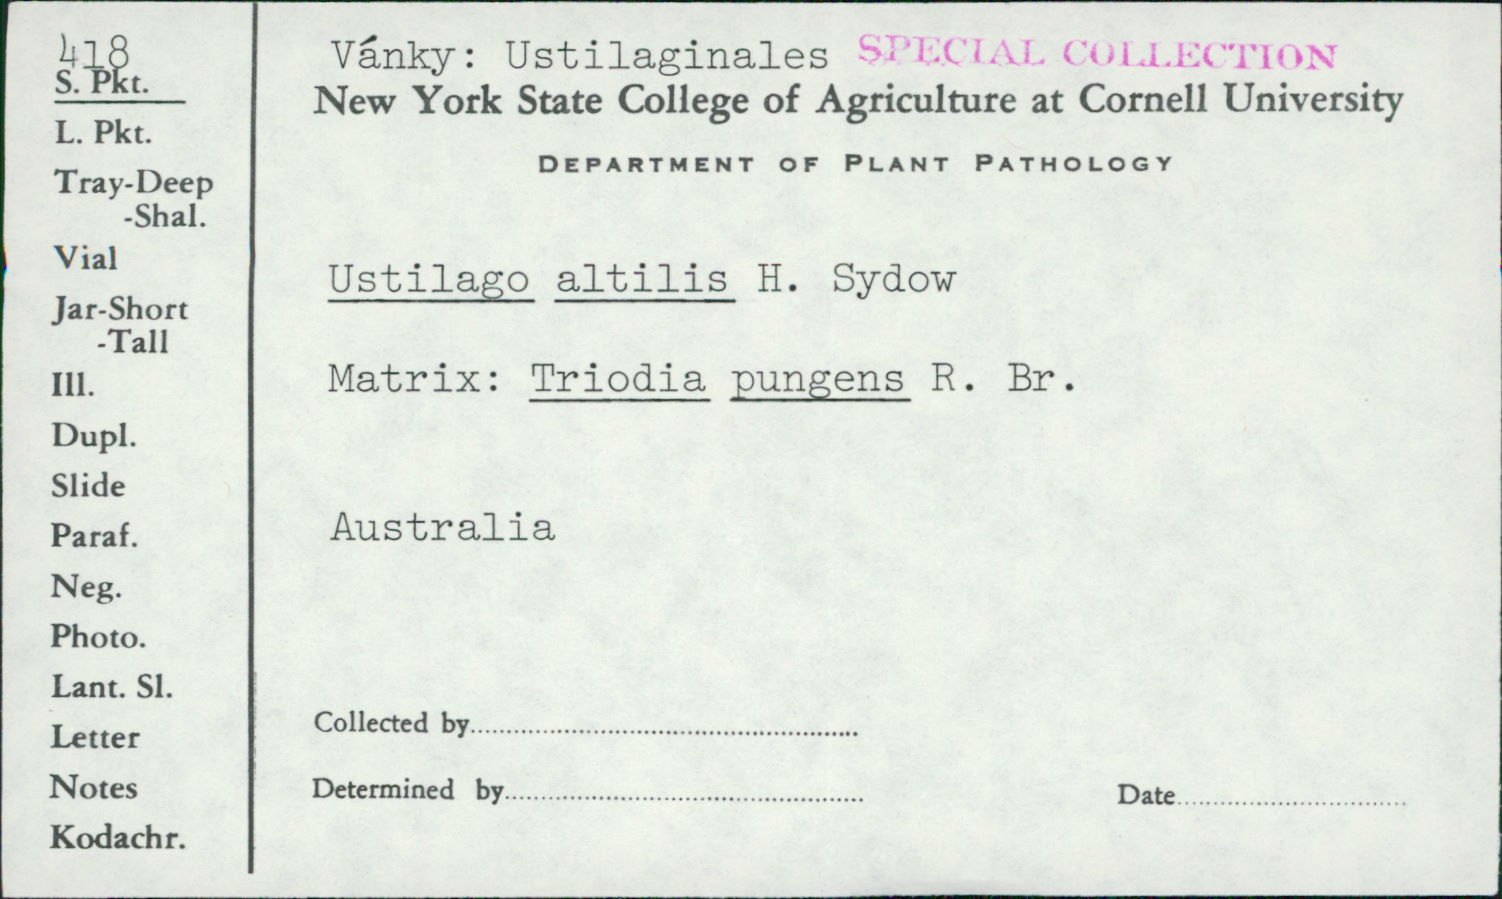 418
S. Pkt.
L. Pkt.
Tray-Deep
-Shal.
Vial
Jar-Short
-Tall
Ill.
Dupl.
Slide
Paraf.
Neg.
Photo.
Lant. Sl.
Letter
Notes
Kodachr.
Vánky: Ustilaginales SPECIAL COLLECTION
New York State College of Agriculture at Cornell University
DEPARTMENT OF PLANT PATHOLOGY
Ustilago altilis H. Sydow
Matrix: Triodia pungens R. Br.
Australia
Collected by
Determined by Date